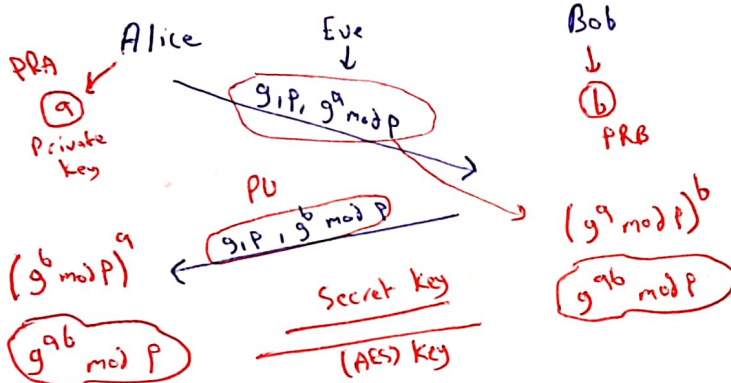 Alice
Eve
Bob
PRA
a
Private
key
g, p, g^a mod p
b
PRB
PU
g, p, g^b mod p
(g^a mod p)^b
(g^b mod p)^a
g^ab mod p
Secret key
g^ab mod p
(AES) key